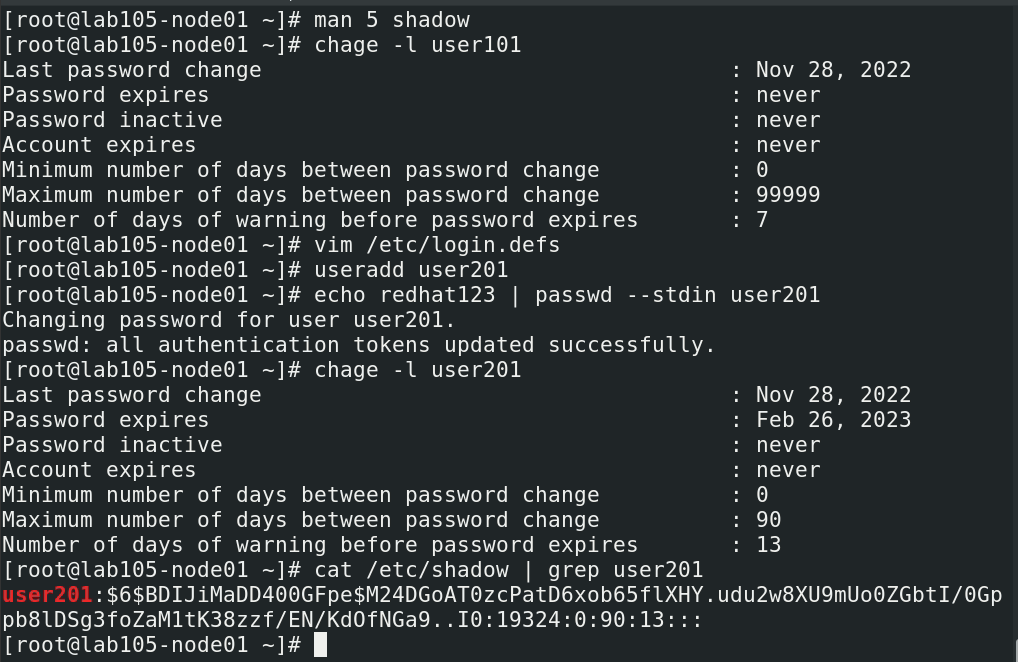 [root@lab105-node01 ~]# man 5 shadow
[root@lab105-node01 ~]# chage -l user101
Last password change : Nov 28, 2022
Password expires : never
Password inactive : never
Account expires : never
Minimum number of days between password change : 0
Maximum number of days between password change : 99999
Number of days of warning before password expires : 7
[root@lab105-node01 ~]# vim /etc/login.defs
[root@lab105-node01 ~]# useradd user201
[root@lab105-node01 ~]# echo redhat123 | passwd --stdin user201
Changing password for user user201.
passwd: all authentication tokens updated successfully.
[root@lab105-node01 ~]# chage -l user201
Last password change : Nov 28, 2022
Password expires : Feb 26, 2023
Password inactive : never
Account expires : never
Minimum number of days between password change : 0
Maximum number of days between password change : 90
Number of days of warning before password expires : 13
[root@lab105-node01 ~]# cat /etc/shadow | grep user201
user201:$6$BDIJiMaDD400GFpe$M24DGoAT0zcPatD6xob65flXHY.udu2w8XU9mUo0ZGbtI/0Gp
pb8lDSg3foZaM1tK38zzf/EN/KdOfNGa9..I0:19324:0:90:13:::
[root@lab105-node01 ~]#